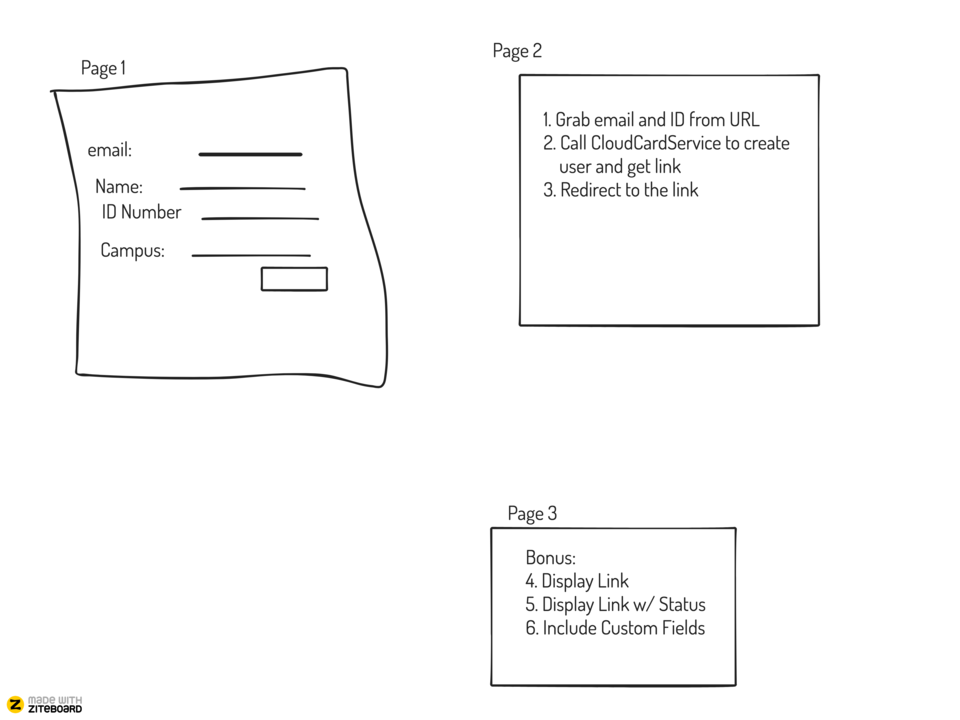 Page 1
email:
Name:
ID Number
Campus:
Page 2
1. Grab email and ID from URL
2. Call CloudCardService to create
user and get link
3. Redirect to the link
Page 3
Bonus:
4. Display Link
5. Display Link w/ Status
6. Include Custom Fields
Z
MADE WITH
ZITEBOARD